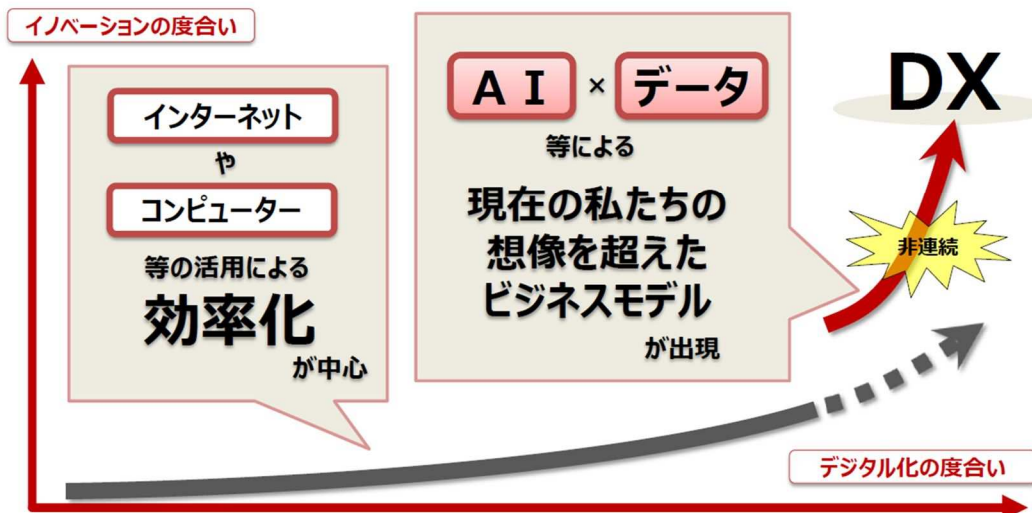 イノベーションの度合い
インターネット
や
コンピューター
等の活用による
効率化
が中心
ＡＩ × データ
等による
現在の私たちの
想像を超えた
ビジネスモデル
が出現
DX
非連続
デジタル化の度合い